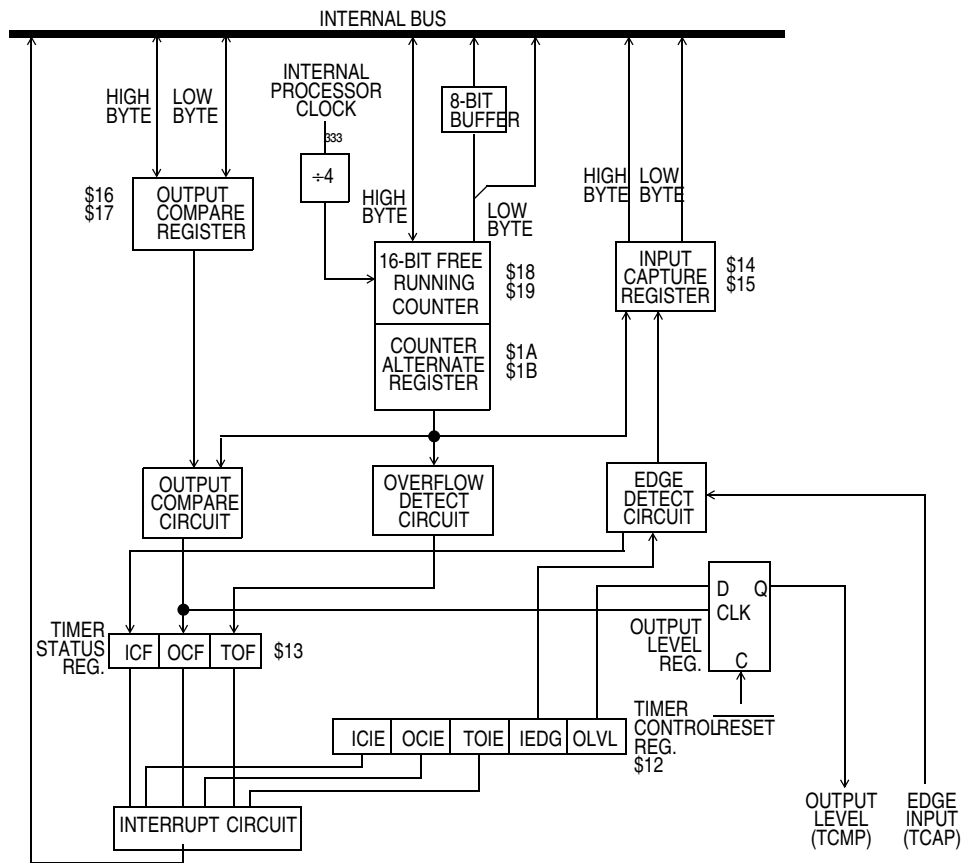 INTERNAL BUS
HIGH
BYTE
LOW
BYTE
INTERNAL
PROCESSOR
CLOCK
333
÷4
8-BIT
BUFFER
HIGH
BYTE
LOW
BYTE
HIGH
BYTE
LOW
BYTE
$16
$17
OUTPUT
COMPARE
REGISTER
16-BIT FREE
RUNNING
COUNTER
$18
$19
COUNTER
ALTERNATE
REGISTER
$1A
$1B
INPUT
CAPTURE
REGISTER
$14
$15
OUTPUT
COMPARE
CIRCUIT
OVERFLOW
DETECT
CIRCUIT
EDGE
DETECT
CIRCUIT
D Q
CLK
C
OUTPUT
LEVEL
REG.
TIMER
STATUS
REG.
ICF OCF TOF
$13
RESET
ICIE OCIE TOIE IEDG OLVL
TIMER
CONTROL
REG.
$12
INTERRUPT CIRCUIT
OUTPUT
LEVEL
(TCMP)
EDGE
INPUT
(TCAP)